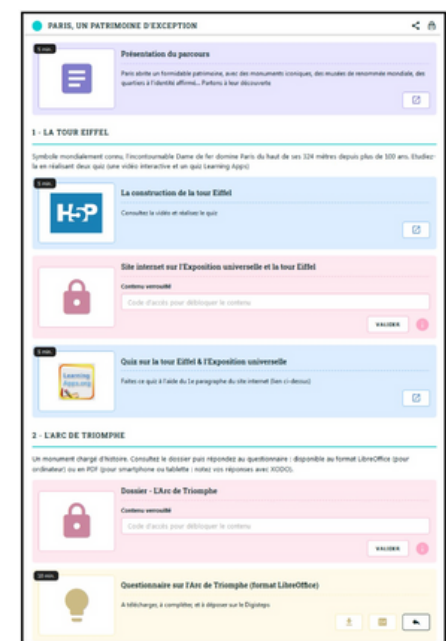 PARIS, UN PATRIMOINE D'EXCEPTION
5 min.
Présentation du parcours
Paris abrite un formidable patrimoine, avec des monuments iconiques, des musées de renommée mondiale, des
quartiers à l'identité affirmé... Partons à leur découverte
1 - LA TOUR EIFFEL
Symbole mondialement connu, l'incontournable Dame de fer domine Paris du haut de ses 324 mètres depuis plus de 100 ans. Etudiez-
la en réalisant deux quiz (une vidéo interactive et un quiz Learning Apps)
5 min.
H5P
La construction de la tour Eiffel
Consultez la vidéo et réalisez le quiz
Site internet sur l'Exposition universelle et la tour Eiffel
Contenu verrouillé
Code d'accès pour débloquer le contenu
VALIDER
5 min.
Learning
Apps.org
Quiz sur la tour Eiffel & l'Exposition universelle
Faites ce quiz à l'aide du 1e paragraphe du site internet (lien ci-dessus)
2 - L'ARC DE TRIOMPHE
Un monument chargé d'histoire. Consultez le dossier puis répondez au questionnaire : disponible au format LibreOffice (pour
ordinateur) ou en PDF (pour smartphone ou tablette : notez vos réponses avec XODO).
Dossier - L'Arc de Triomphe
Contenu verrouillé
Code d'accès pour débloquer le contenu
VALIDER
10 min.
Questionnaire sur l'Arc de Triomphe (format LibreOffice)
A télécharger, à compléter, et à déposer sur le Digisteps